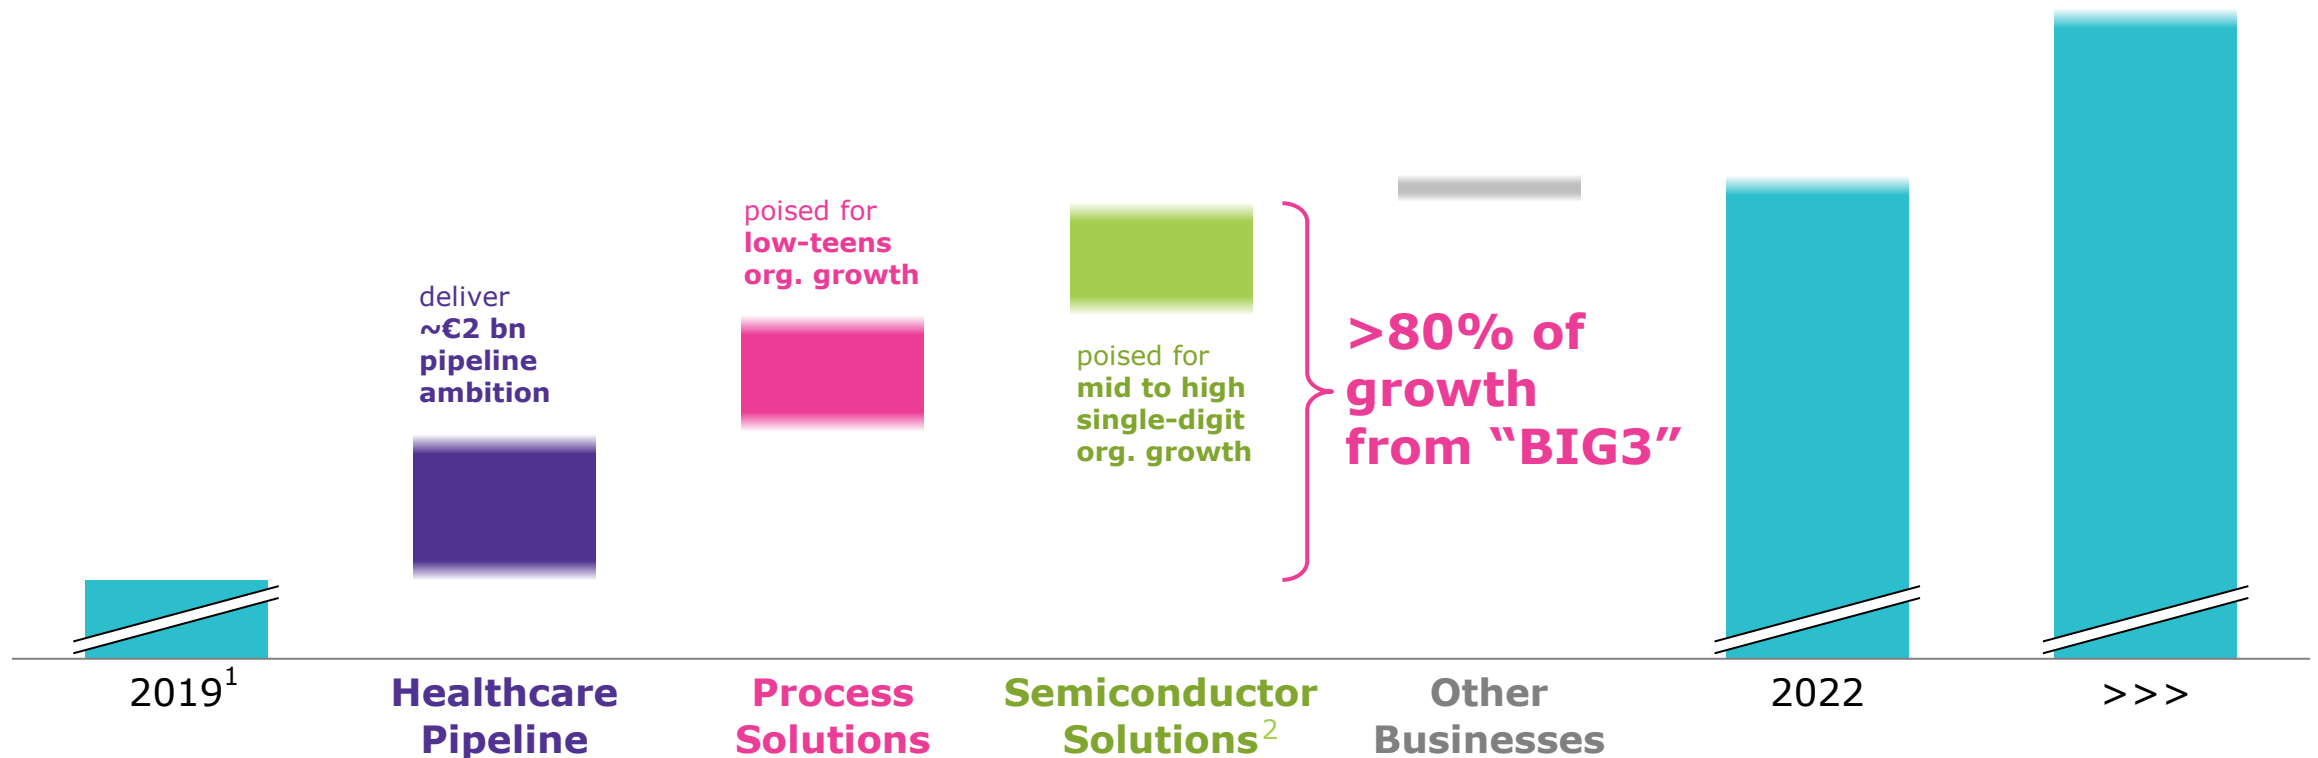 poised for
low-teens
org. growth
deliver
~€2 bn
pipeline
ambition
poised for
mid to high
single-digit
org. growth
>80% of
growth
from “BIG3”
2019¹
Healthcare
Pipeline
Process
Solutions
Semiconductor
Solutions²
Other
Businesses
2022
>>>